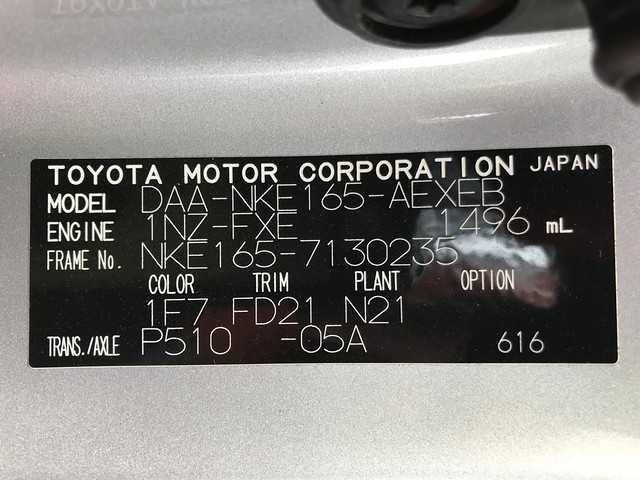 TOYOTA MOTOR CORPORATION JAPAN
MODEL DAA-NKE165-AEXEB
ENGINE 1NZ-FXE 1496 mL
FRAME No. NKE165-7130235
COLOR TRIM PLANT OPTION
1F7 FD21 N21
TRANS./AXLE P510 -05A 616